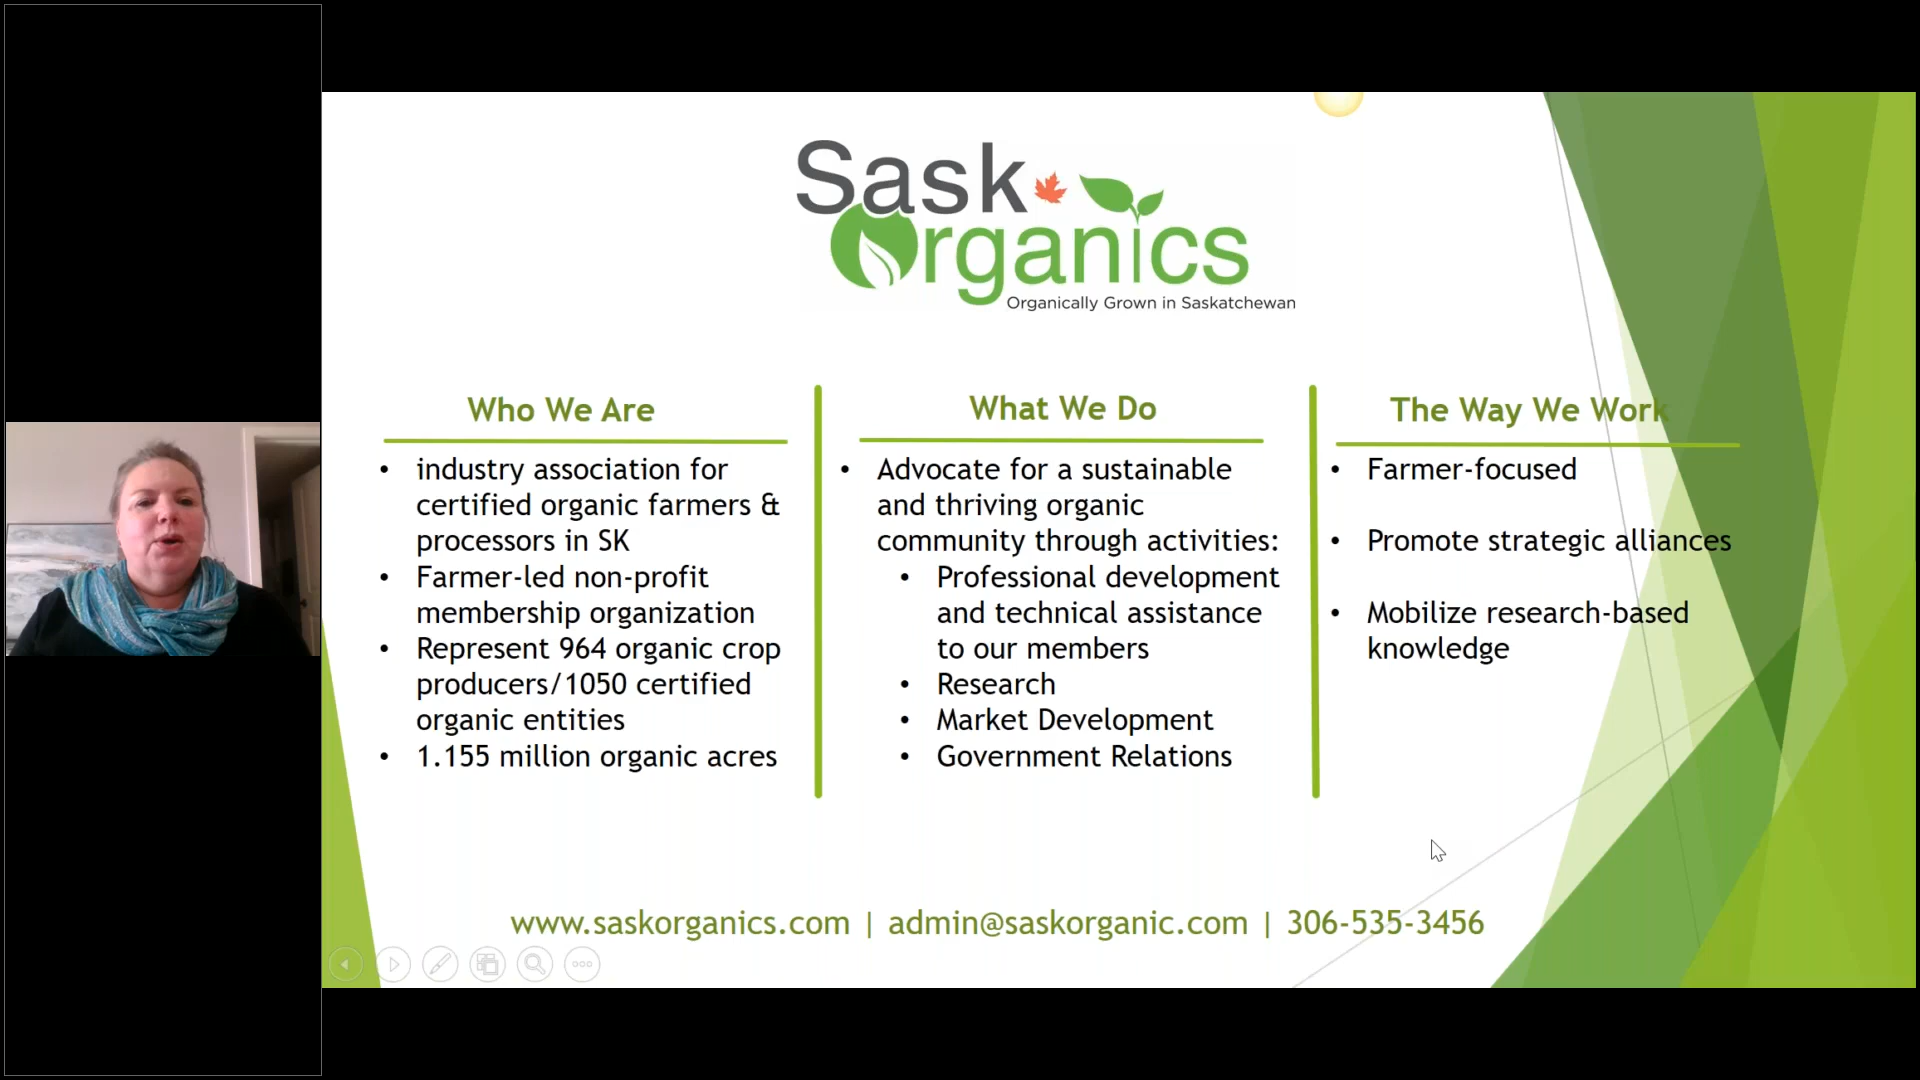 Sask
Organics
Organically Grown in Saskatchewan
Who We Are
• industry association for
certified organic farmers &
processors in SK
• Farmer-led non-profit
membership organization
• Represent 964 organic crop
producers/1050 certified
organic entities
• 1.155 million organic acres
What We Do
• Advocate for a sustainable
and thriving organic
community through activities:
• Professional development
and technical assistance
to our members
• Research
• Market Development
• Government Relations
The Way We Work
• Farmer-focused
• Promote strategic alliances
• Mobilize research-based
knowledge
www.saskorganics.com | admin@saskorganic.com | 306-535-3456